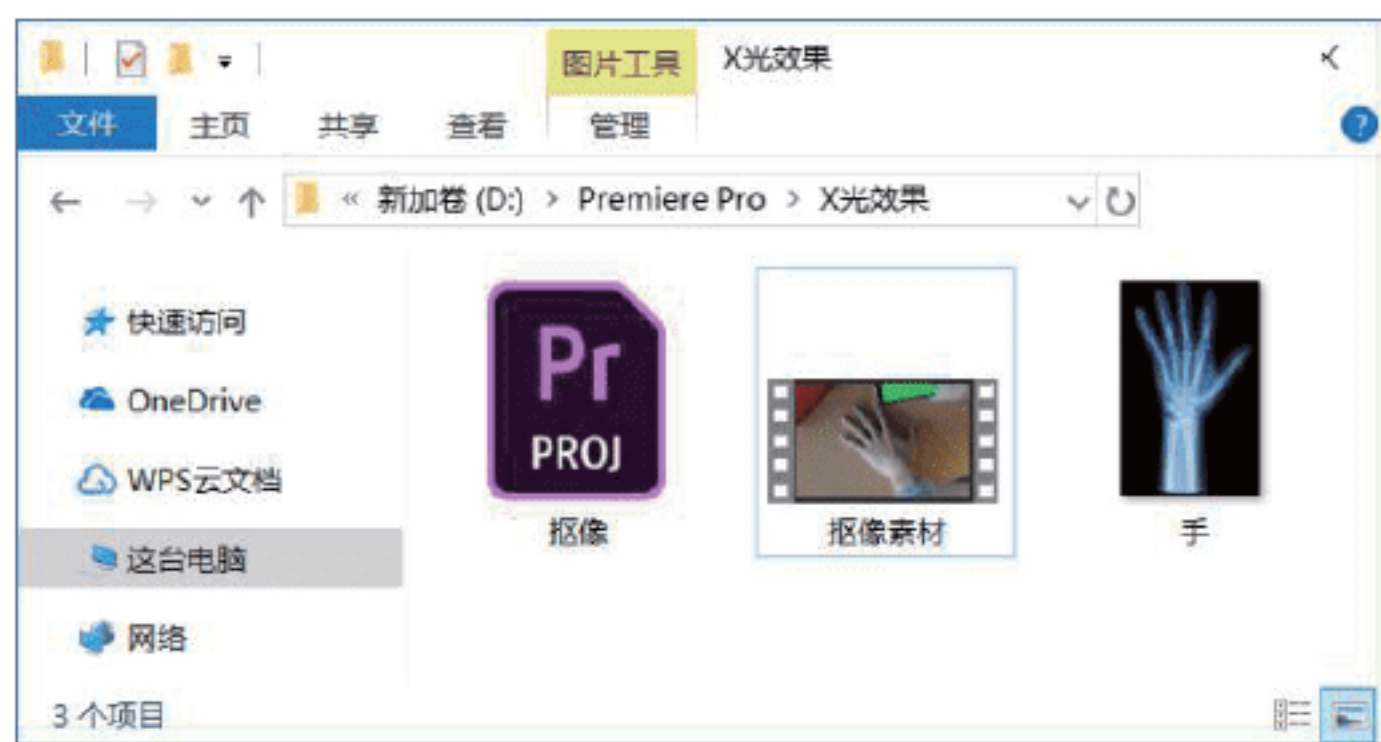 图片工具 X光效果
文件 主页 共享 查看 管理
« 新加卷 (D:) > Premiere Pro > X光效果
快速访问
OneDrive
WPS云文档
这台电脑
网络
Pr
PROJ
抠像 抠像素材 手
3 个项目